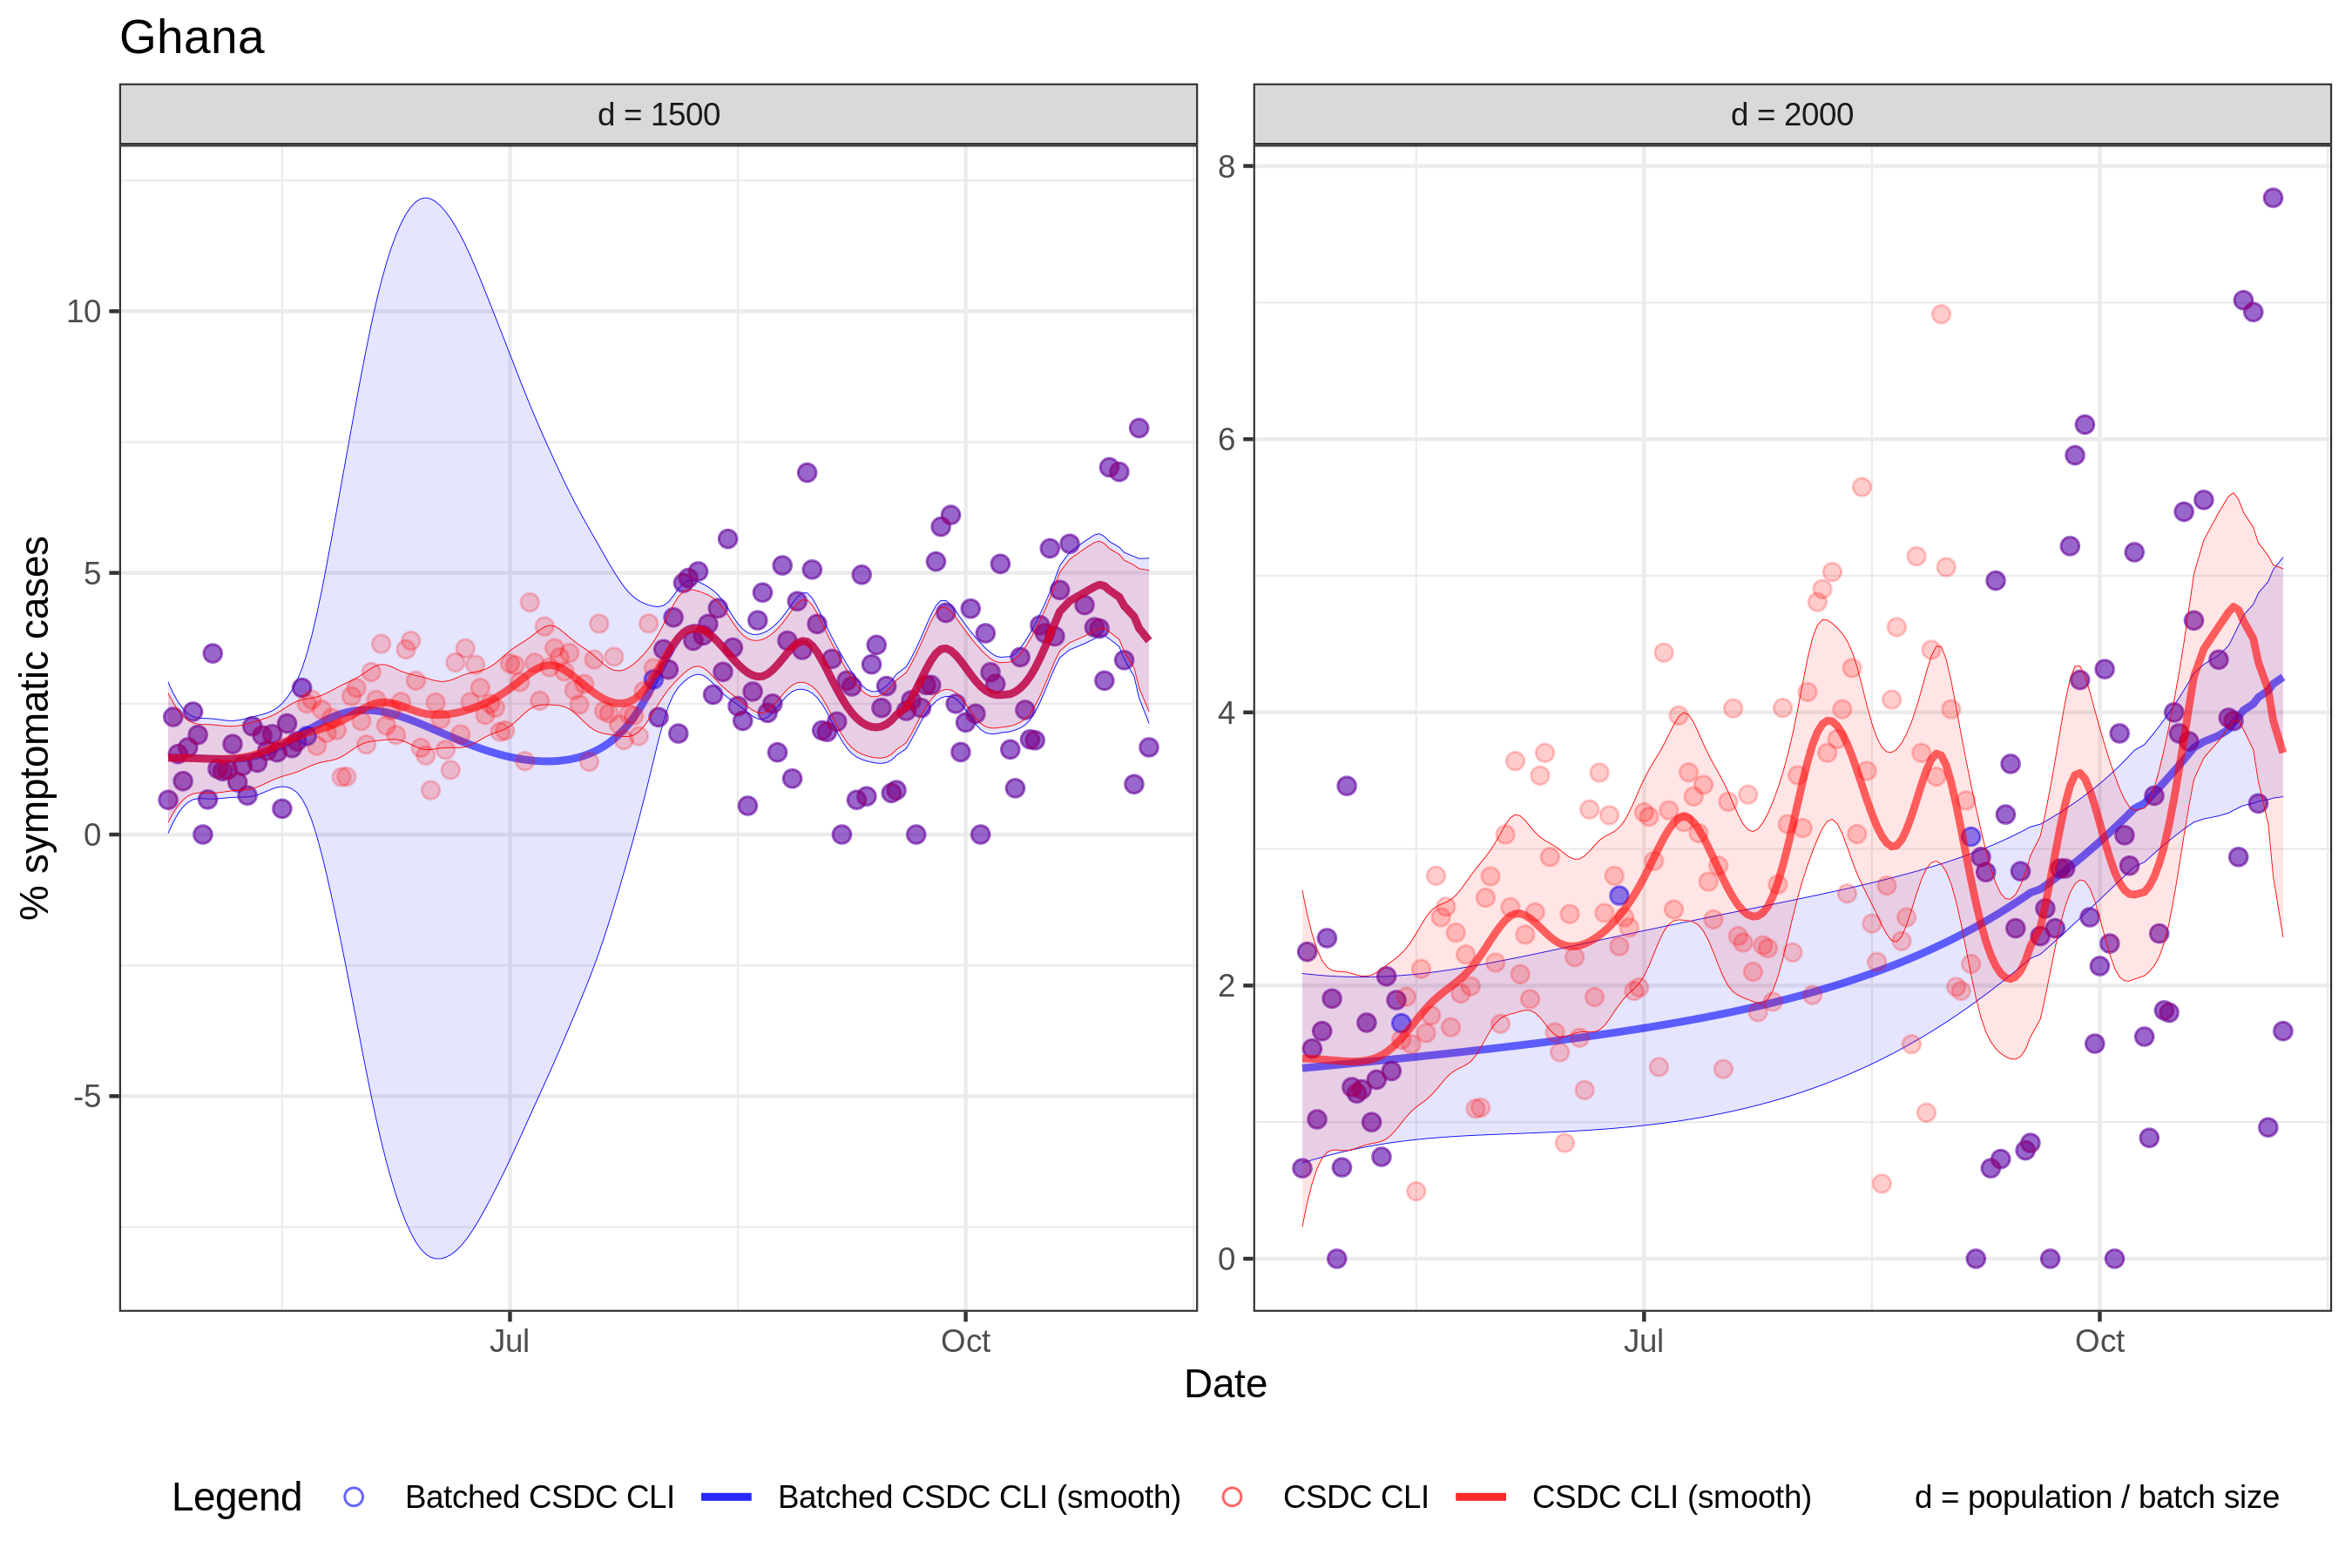 Ghana
d = 1500
d = 2000
% symptomatic cases
10
5
0
-5
8
6
4
2
0
Jul
Oct
Jul
Oct
Date
Legend
Batched CSDC CLI
Batched CSDC CLI (smooth)
CSDC CLI
CSDC CLI (smooth)
d = population / batch size